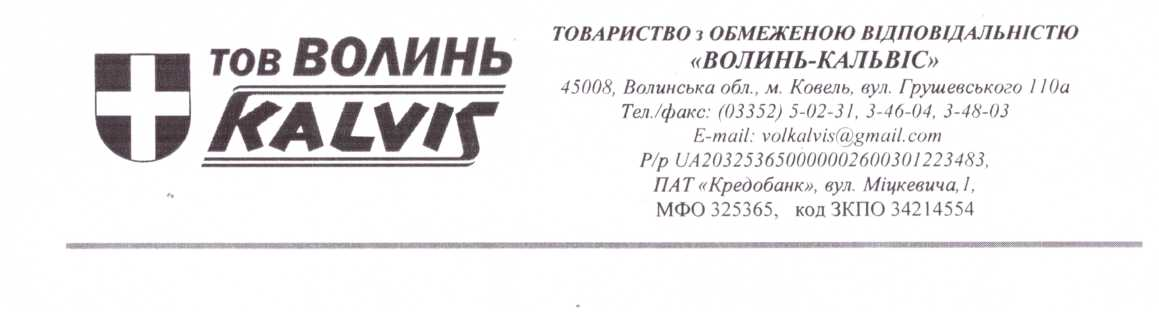 ТОВ ВОЛИНЬ
KALVIS
ТОВАРИСТВО з ОБМЕЖЕНОЮ ВІДПОВІДАЛЬНІСТЮ
«ВОЛИНЬ-КАЛЬВІС»
45008, Волинська обл., м. Ковель, вул. Грушевського 110а
Тел./факс: (03352) 5-02-31, 3-46-04, 3-48-03
E-mail: volkalvis@gmail.com
Р/р UA203253650000002600301223483,
ПАТ «Кредобанк», вул. Міцкевича,1,
МФО 325365, код ЗКПО 34214554